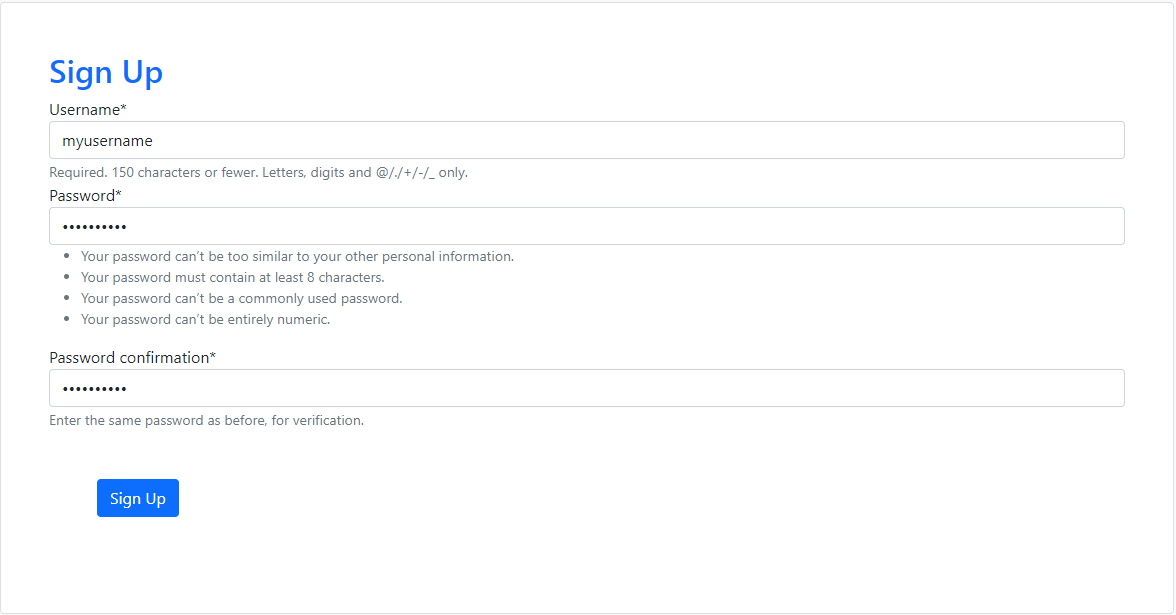 Sign Up
Username*
myusername
Required. 150 characters or fewer. Letters, digits and @/./+/-/_ only.
Password*
••••••••••
Your password can’t be too similar to your other personal information.
Your password must contain at least 8 characters.
Your password can’t be a commonly used password.
Your password can’t be entirely numeric.
Password confirmation*
••••••••••
Enter the same password as before, for verification.
Sign Up